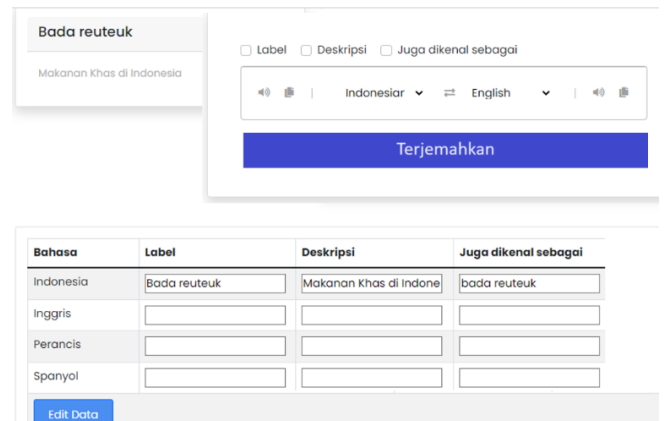 Bada reuteuk
Makanan Khas di Indonesia
Label Deskripsi Juga dikenal sebagai
Indonesiar English
Terjemahkan
Bahasa Label Deskripsi Juga dikenal sebagai
Indonesia Bada reuteuk Makanan Khas di Indone bada reuteuk
Inggris
Perancis
Spanyol
Edit Data